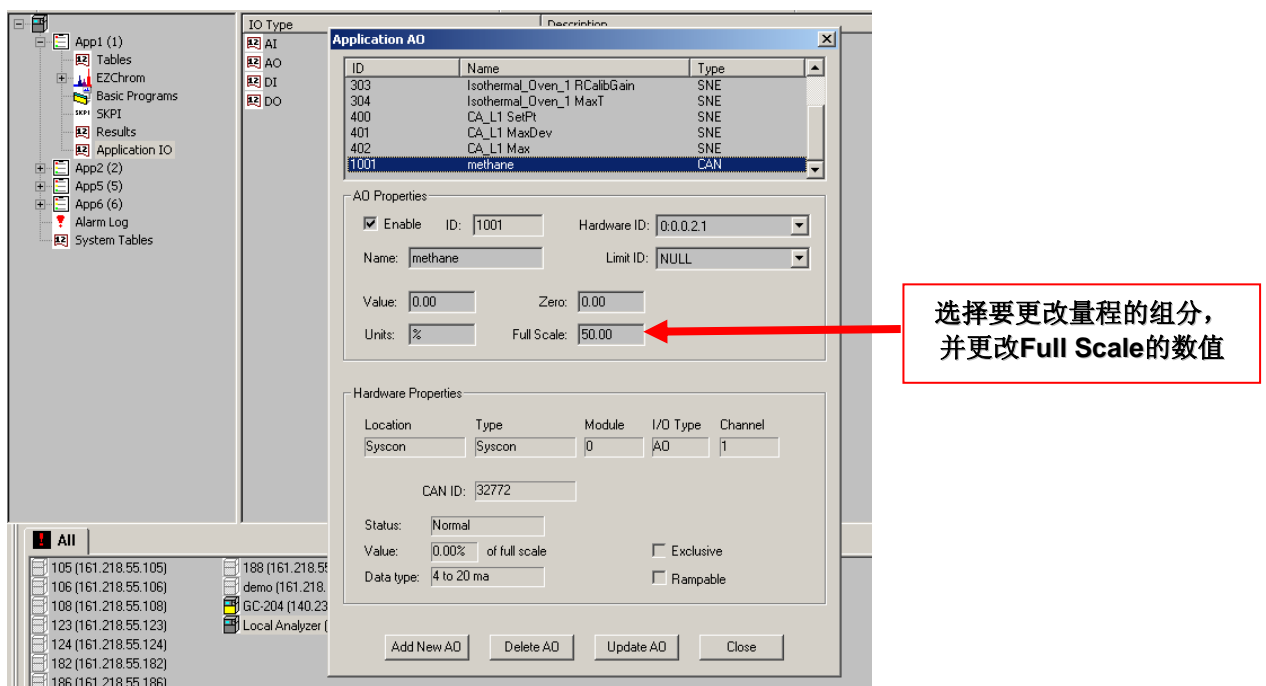 App1 (1)
Tables
EZChrom
Basic Programs
SKPI SKPI
Results
Application IO
App2 (2)
App5 (5)
App6 (6)
Alarm Log
System Tables
IO Type
Description
AI
AO
DI
DO
Application AO
ID Name Type
303 Isothermal_Oven_1 RCalibGain SNE
304 Isothermal_Oven_1 MaxT SNE
400 CA_L1 SetPt SNE
401 CA_L1 MaxDev SNE
402 CA_L1 Max SNE
1001 methane CAN
AO Properties
Enable ID: 1001 Hardware ID: 0:0.0.2.1
Name: methane Limit ID: NULL
Value: 0.00 Zero: 0.00
Units: % Full Scale: 50.00
Hardware Properties
Location Type Module I/O Type Channel
Syscon Syscon 0 AO 1
CAN ID: 32772
Status: Normal
Value: 0.00% of full scale Exclusive
Data type: 4 to 20 ma Rampable
Add New AO Delete AO Update AO Close
选择要更改量程的组分，
并更改Full Scale的数值
All
105 (161.218.55.105)
106 (161.218.55.106)
108 (161.218.55.108)
123 (161.218.55.123)
124 (161.218.55.124)
182 (161.218.55.182)
186 (161.218.55.186)
188 (161.218.55
demo (161.218.
GC-204 (140.23
Local Analyzer (